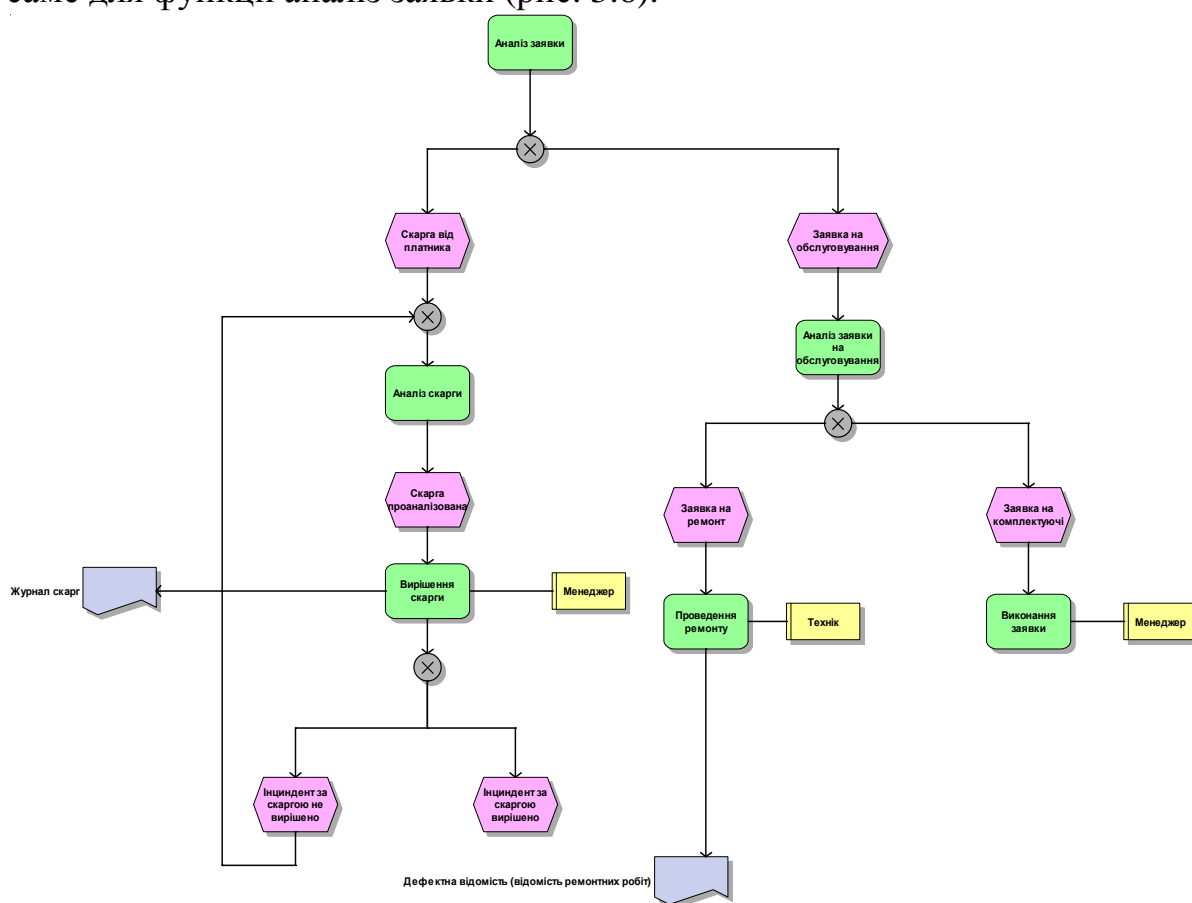 саме для функції аналіз заявки (рис. 3.8).
Аналіз заявки
Скарга від
платника
Заявка на
обслуговування
Аналіз заявки
на
обслуговування
Аналіз скарги
Скарга
проаналізована
Заявка на
ремонт
Заявка на
комплектуючі
Журнал скарг
Вирішення
скарги
Менеджер
Проведення
ремонту
Технік
Виконання
заявки
Менеджер
Інциндент за
скаргою не
вирішено
Інциндент за
скаргою
вирішено
Дефектна відомість (відомість ремонтних робіт)